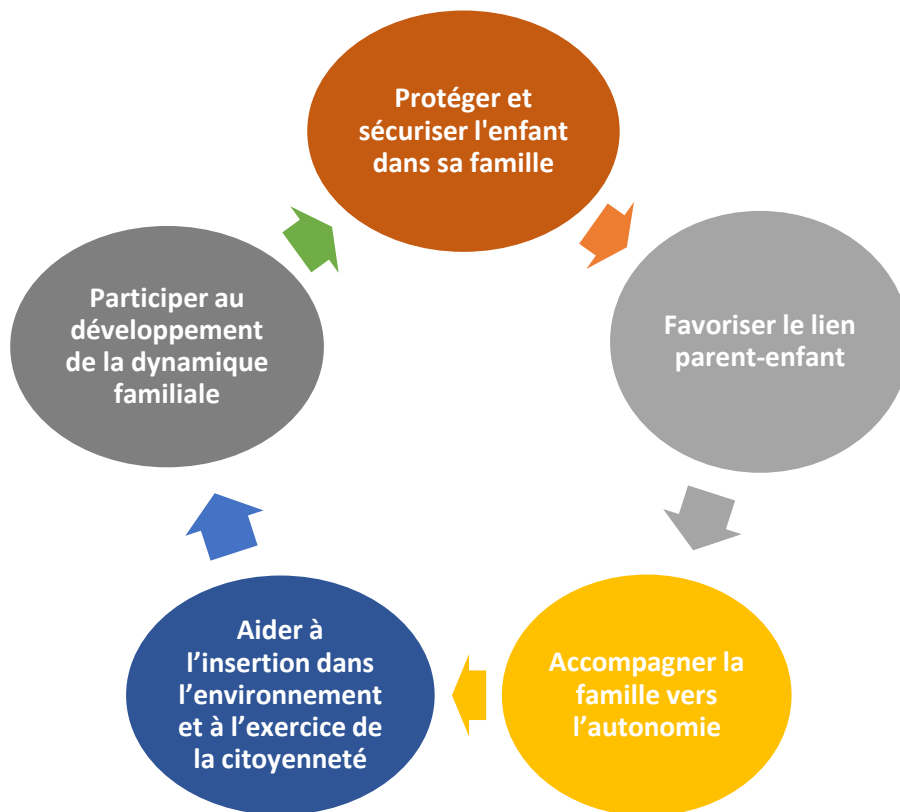 Protéger et
sécuriser l'enfant
dans sa famille
Favoriser le lien
parent-enfant
Accompagner la
famille vers
l’autonomie
Aider à
l’insertion dans
l’environnement
et à l’exercice de
la citoyenneté
Participer au
développement
de la dynamique
familiale